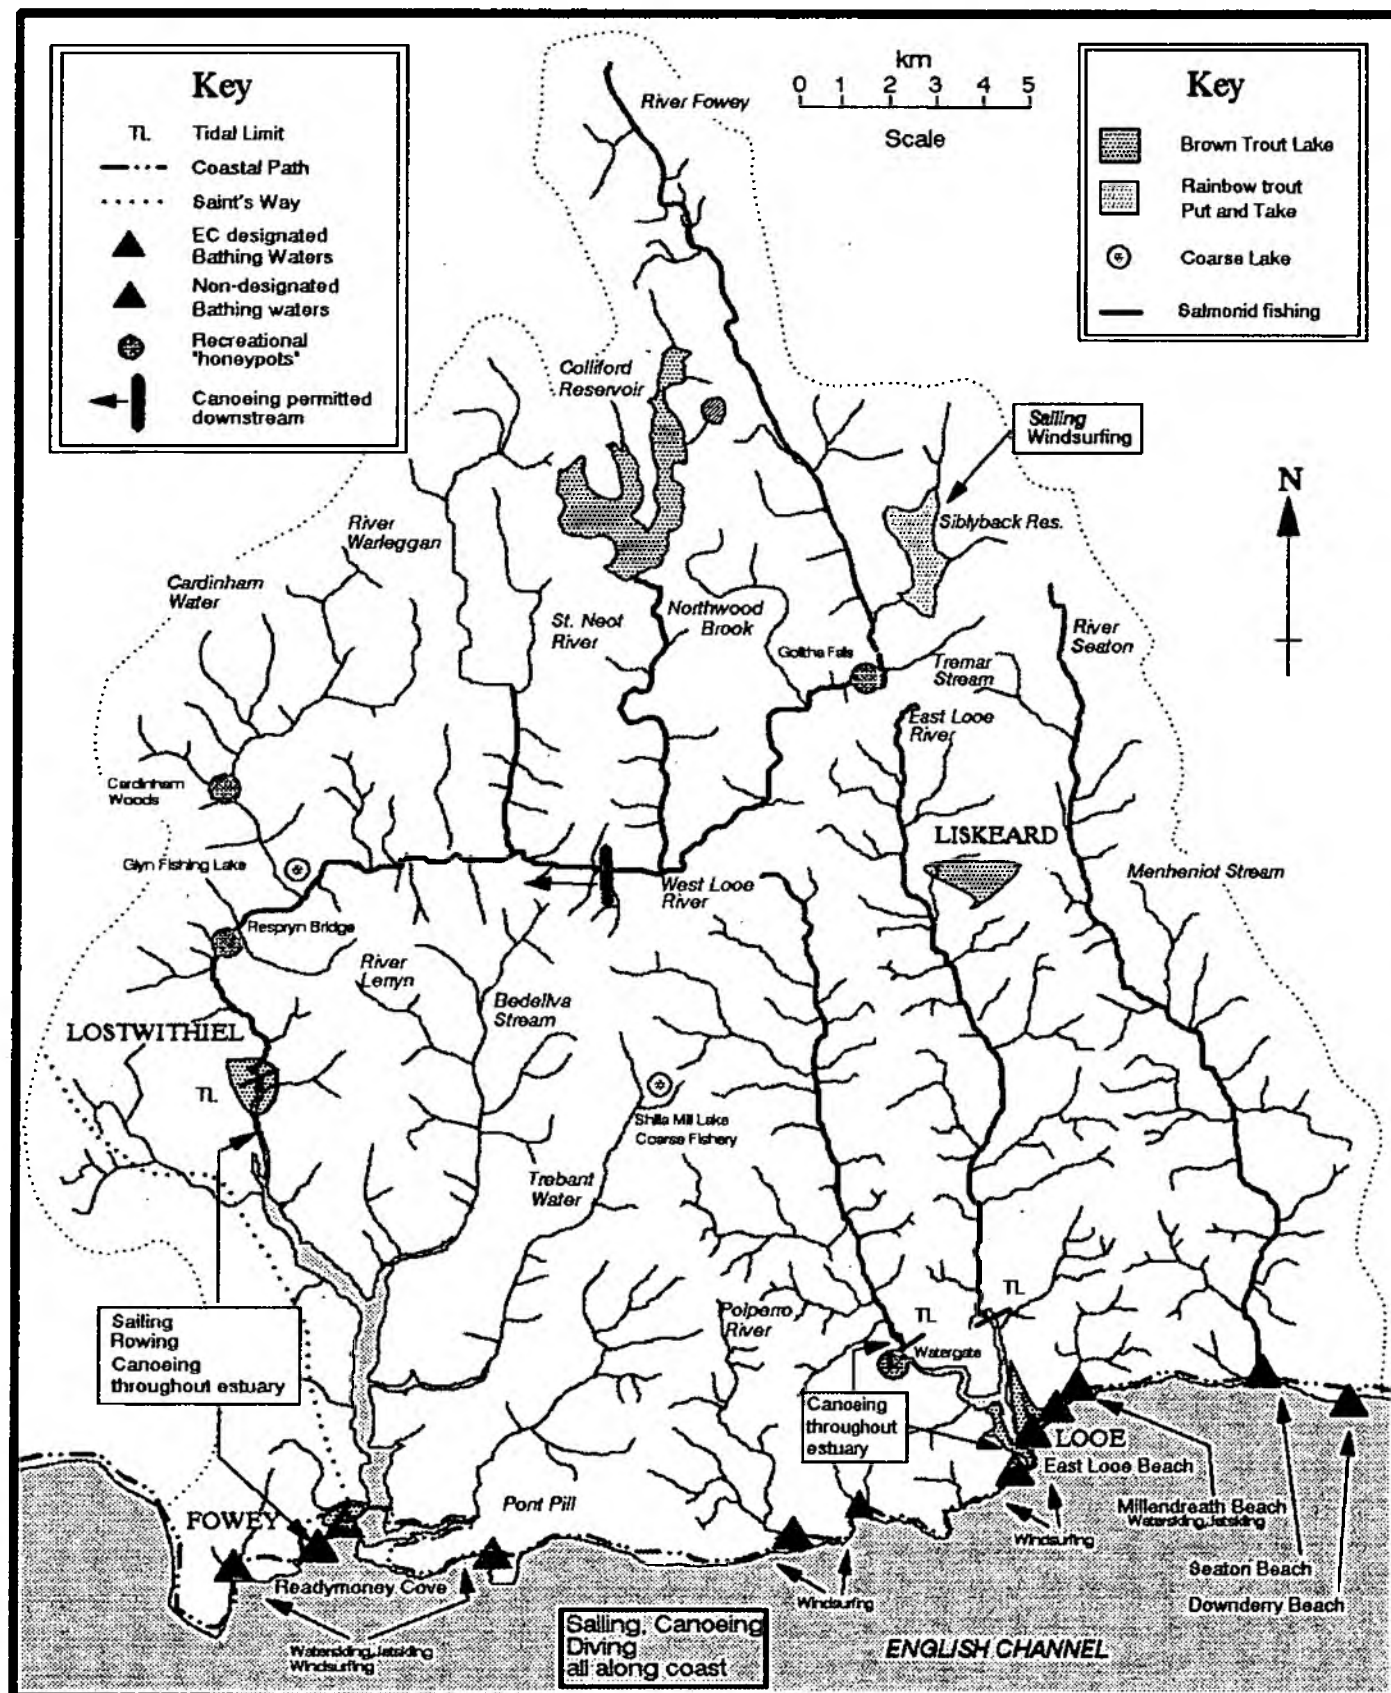 Key
TL Tidal Limit
Coastal Path
Saint's Way
EC designated
Bathing Waters
Non-designated
Bathing waters
Recreational
'honeypots'
Canoeing permitted
downstream
km
0 1 2 3 4 5
Scale
Key
Brown Trout Lake
Rainbow trout
Put and Take
Coarse Lake
Salmonid fishing
River Fowey
Colliford
Reservoir
Sailing
Windsurfing
N
Siblyback Res.
River
Warleggan
Cardinham
Water
St. Neot
River
Northwood
Brook
Golitha Falls
Tremar
Stream
River
Seaton
East Looe
River
Cardinham
Woods
LISKEARD
Glyn Fishing Lake
West Looe
River
Menheniot Stream
Respryn Bridge
River
Lerryn
Bedellva
Stream
LOSTWITHIEL
TL
Shilla Mill Lake
Coarse Fishery
Trebant
Water
Sailing
Rowing
Canoeing
throughout estuary
Polperro
River
TL
TL
Watergate
Canoeing
throughout
estuary
LOOE
East Looe Beach
Pont Pill
FOWEY
Millendreath Beach
Waterskiing, Jetskiing
Windsurfing
Readymoney Cove
Seaton Beach
Windsurfing
Downderry Beach
Waterskiing, Jetskiing
Windsurfing
Sailing, Canoeing
Diving
all along coast
ENGLISH CHANNEL